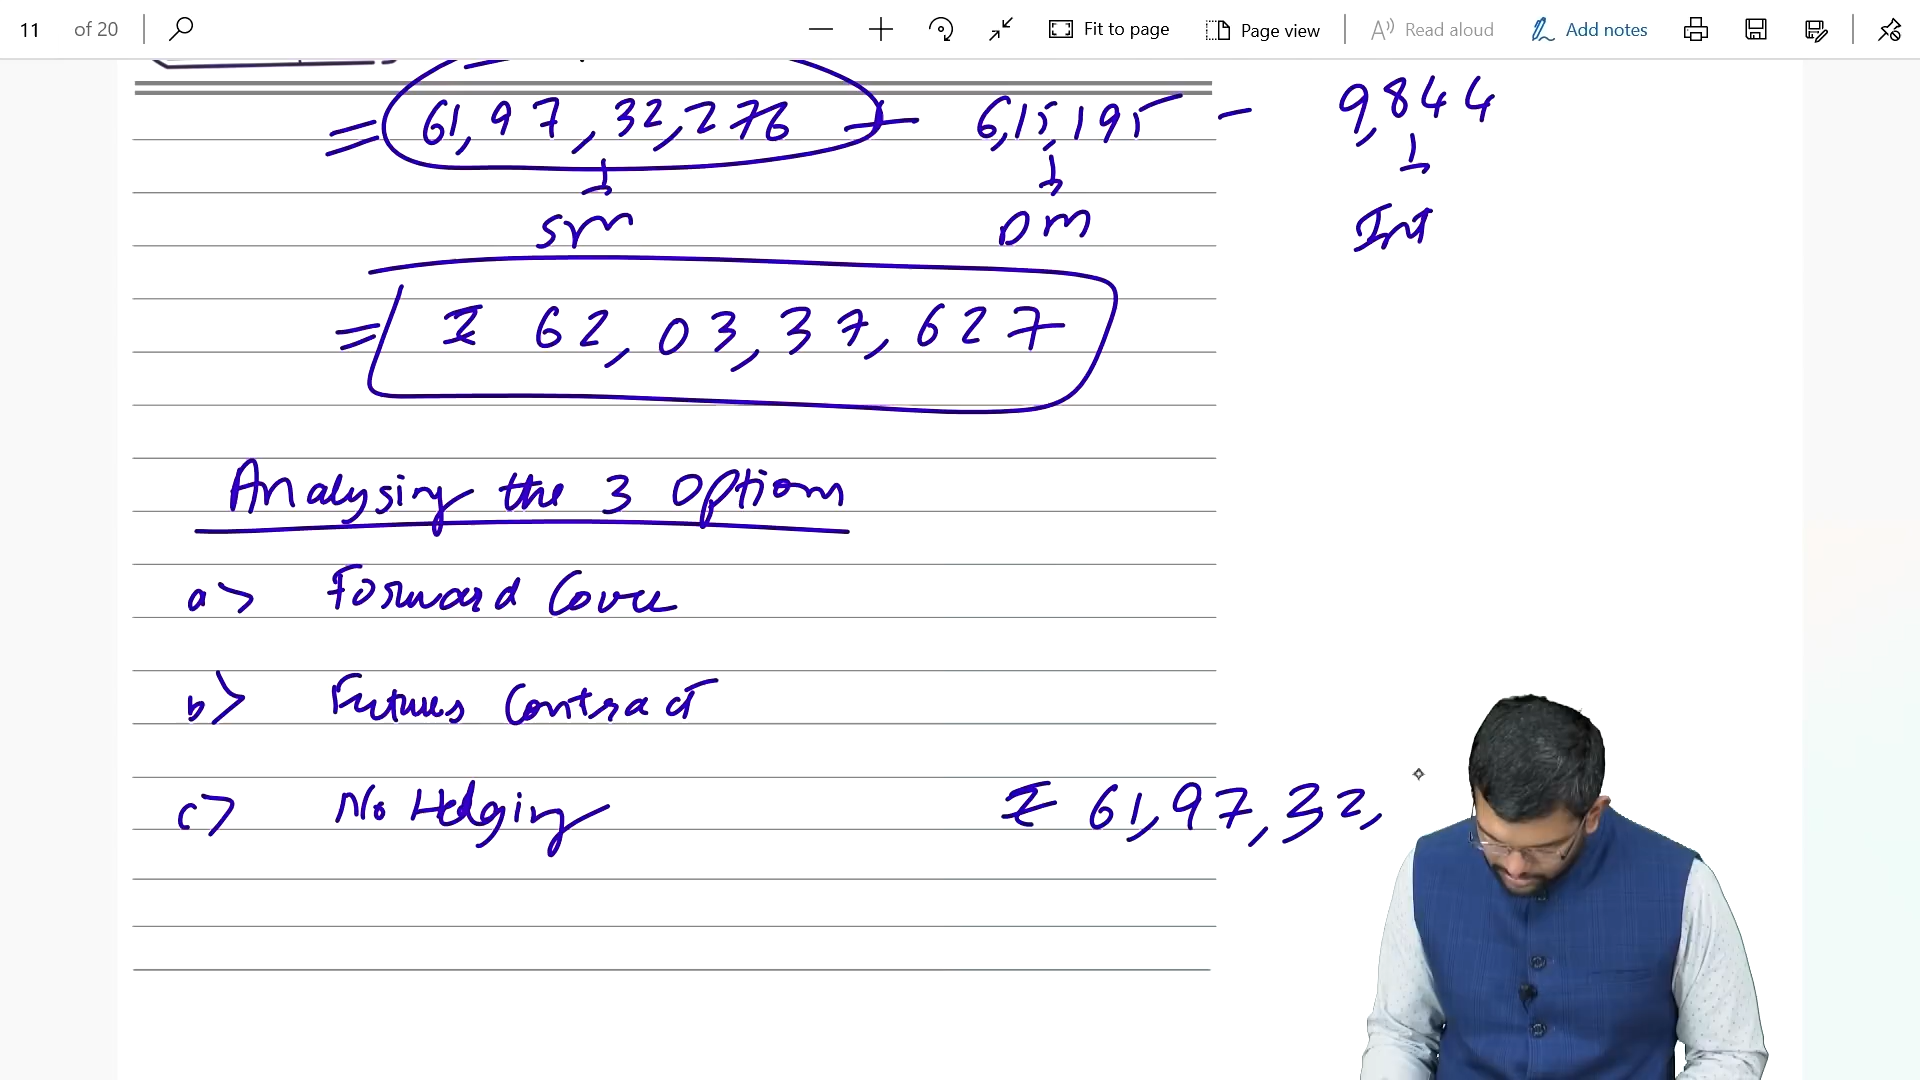 11 of 20 Fit to page Page view Read aloud Add notes
= 61,97,32,276 + 6,15,195 - 9,844
SM DM Int
= ₹ 62,03,37,627
Analysing the 3 Options
a> Forward Cover
b> Futures Contract
c> No Hedging ₹ 61,97,32,